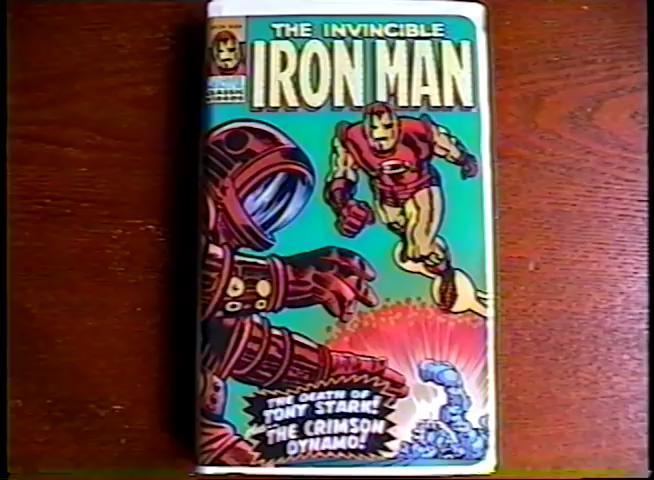 THE INVINCIBLE
IRON MAN
THE DEATH OF
TONY STARK!
THE CRIMSON
DYNAMO!